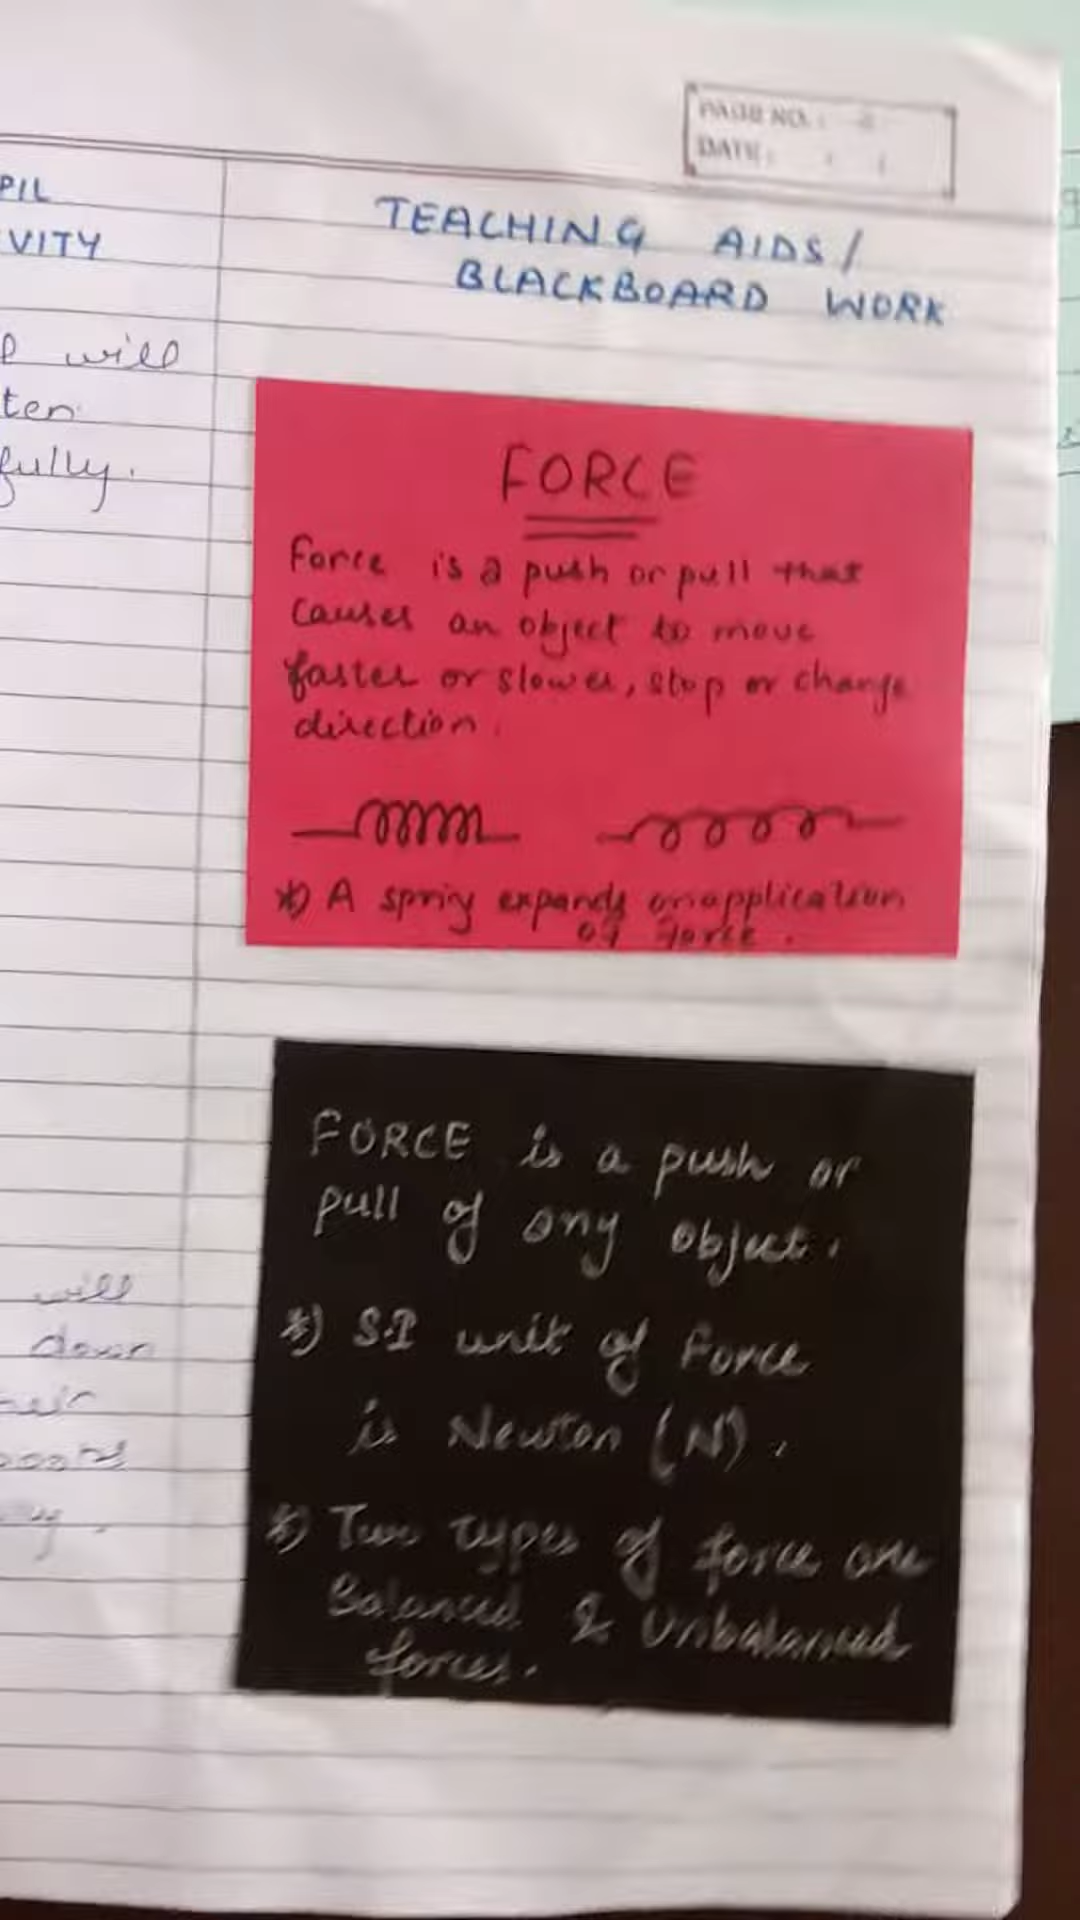 PAGE NO. :
DATE :
PIL
VITY
TEACHING AIDS/
BLACKBOARD WORK
will
ten
fully.
FORCE
Force is a push or pull that
causes an object to move
faster or slower, stop or change
direction.
*) A spring expands on application
of force.
FORCE is a push or
pull of any object.
*) S.I unit of Force
is Newton (N).
*) Two types of force are
Balanced & Unbalanced
forces.
will
down